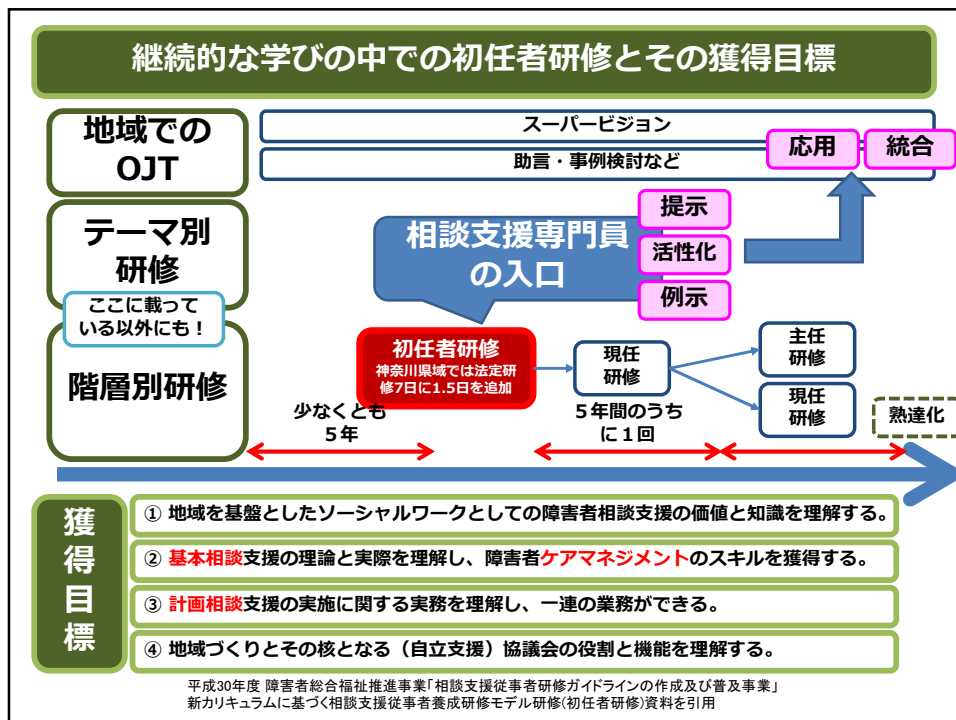 継続的な学びの中での初任者研修とその獲得目標
地域での
OJT
スーパービジョン
助言・事例検討など
応用
統合
テーマ別
研修
相談支援専門員
の入口
提示
活性化
例示
ここに載って
いる以外にも！
階層別研修
初任者研修
神奈川県域では法定研
修7日に1.5日を追加
現任
研修
主任
研修
現任
研修
熟達化
少なくとも
５年
５年間のうち
に１回
獲得目標
① 地域を基盤としたソーシャルワークとしての障害者相談支援の価値と知識を理解する。
② 基本相談支援の理論と実際を理解し、障害者ケアマネジメントのスキルを獲得する。
③ 計画相談支援の実施に関する実務を理解し、一連の業務ができる。
④ 地域づくりとその核となる（自立支援）協議会の役割と機能を理解する。
平成30年度 障害者総合福祉推進事業「相談支援従事者研修ガイドラインの作成及び普及事業」
新カリキュラムに基づく相談支援従事者養成研修モデル研修(初任者研修)資料を引用